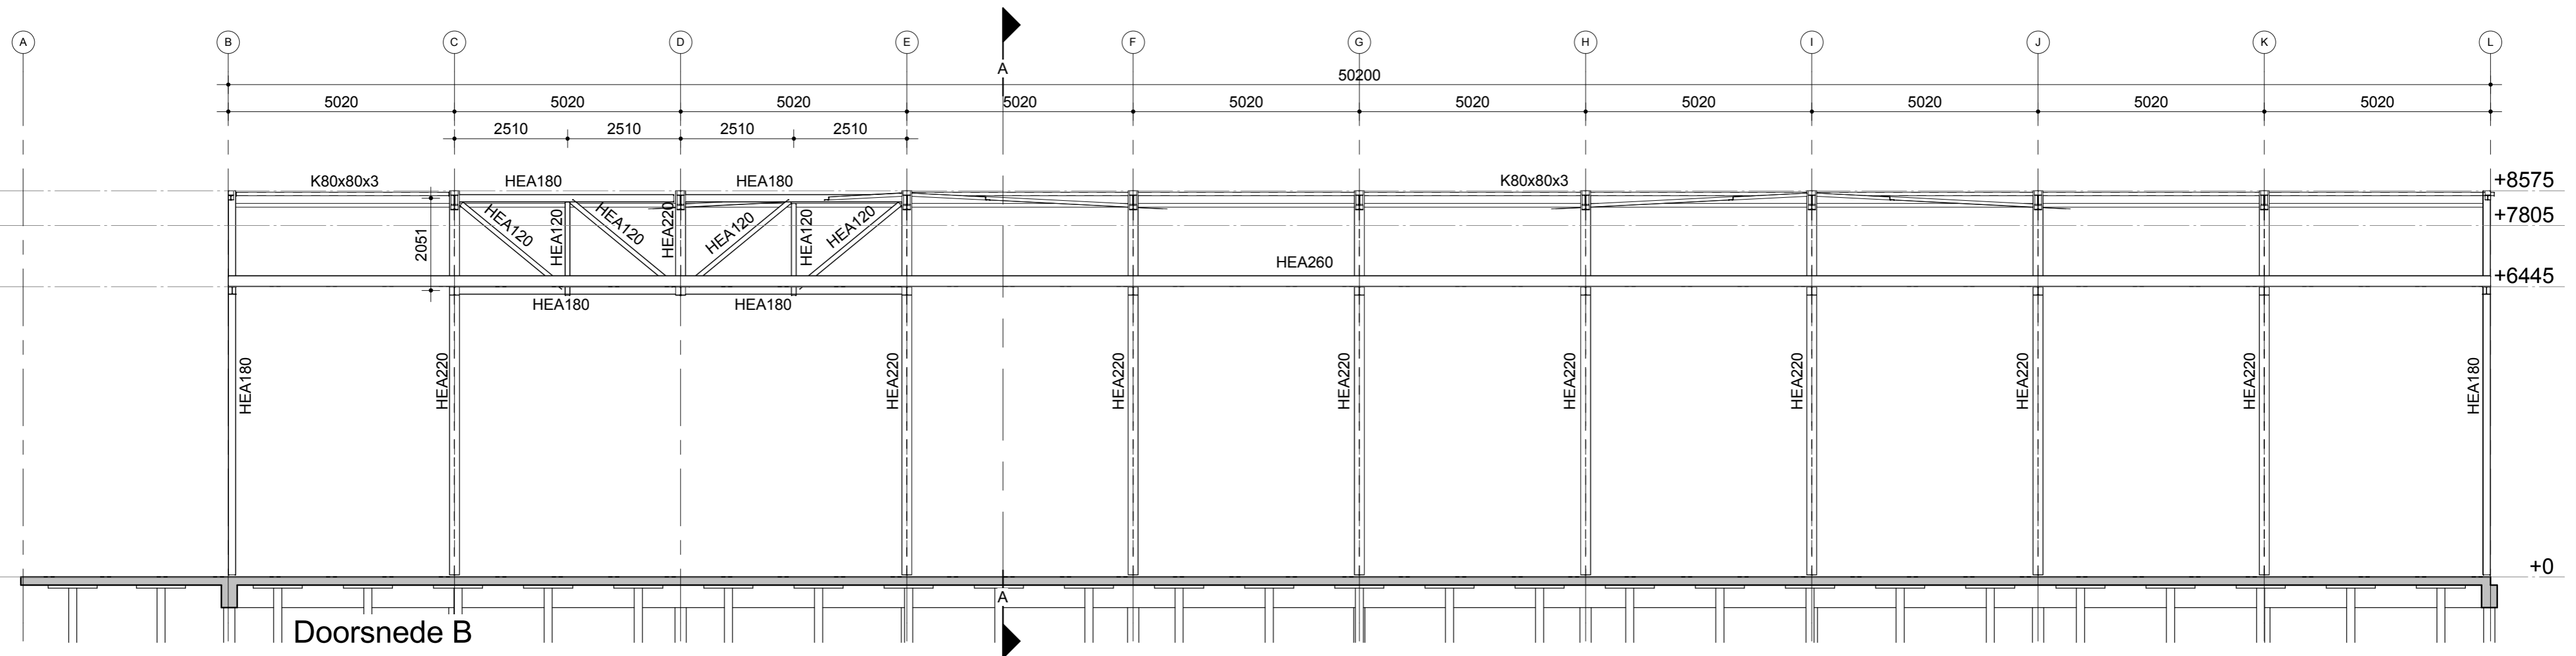 A B C D E F G H I J K L
A
50200
5020 5020 5020 5020 5020 5020 5020 5020 5020 5020
2510 2510 2510 2510
K80x80x3 HEA180 HEA180 K80x80x3 +8575
HEA120 HEA120 HEA120 HEA220 HEA120 HEA120 HEA120 +7805
2051
HEA260 +6445
HEA180 HEA180
HEA180 HEA220 HEA220 HEA220 HEA220 HEA220 HEA220 HEA220 HEA220 HEA180
+0
A
Doorsnede B